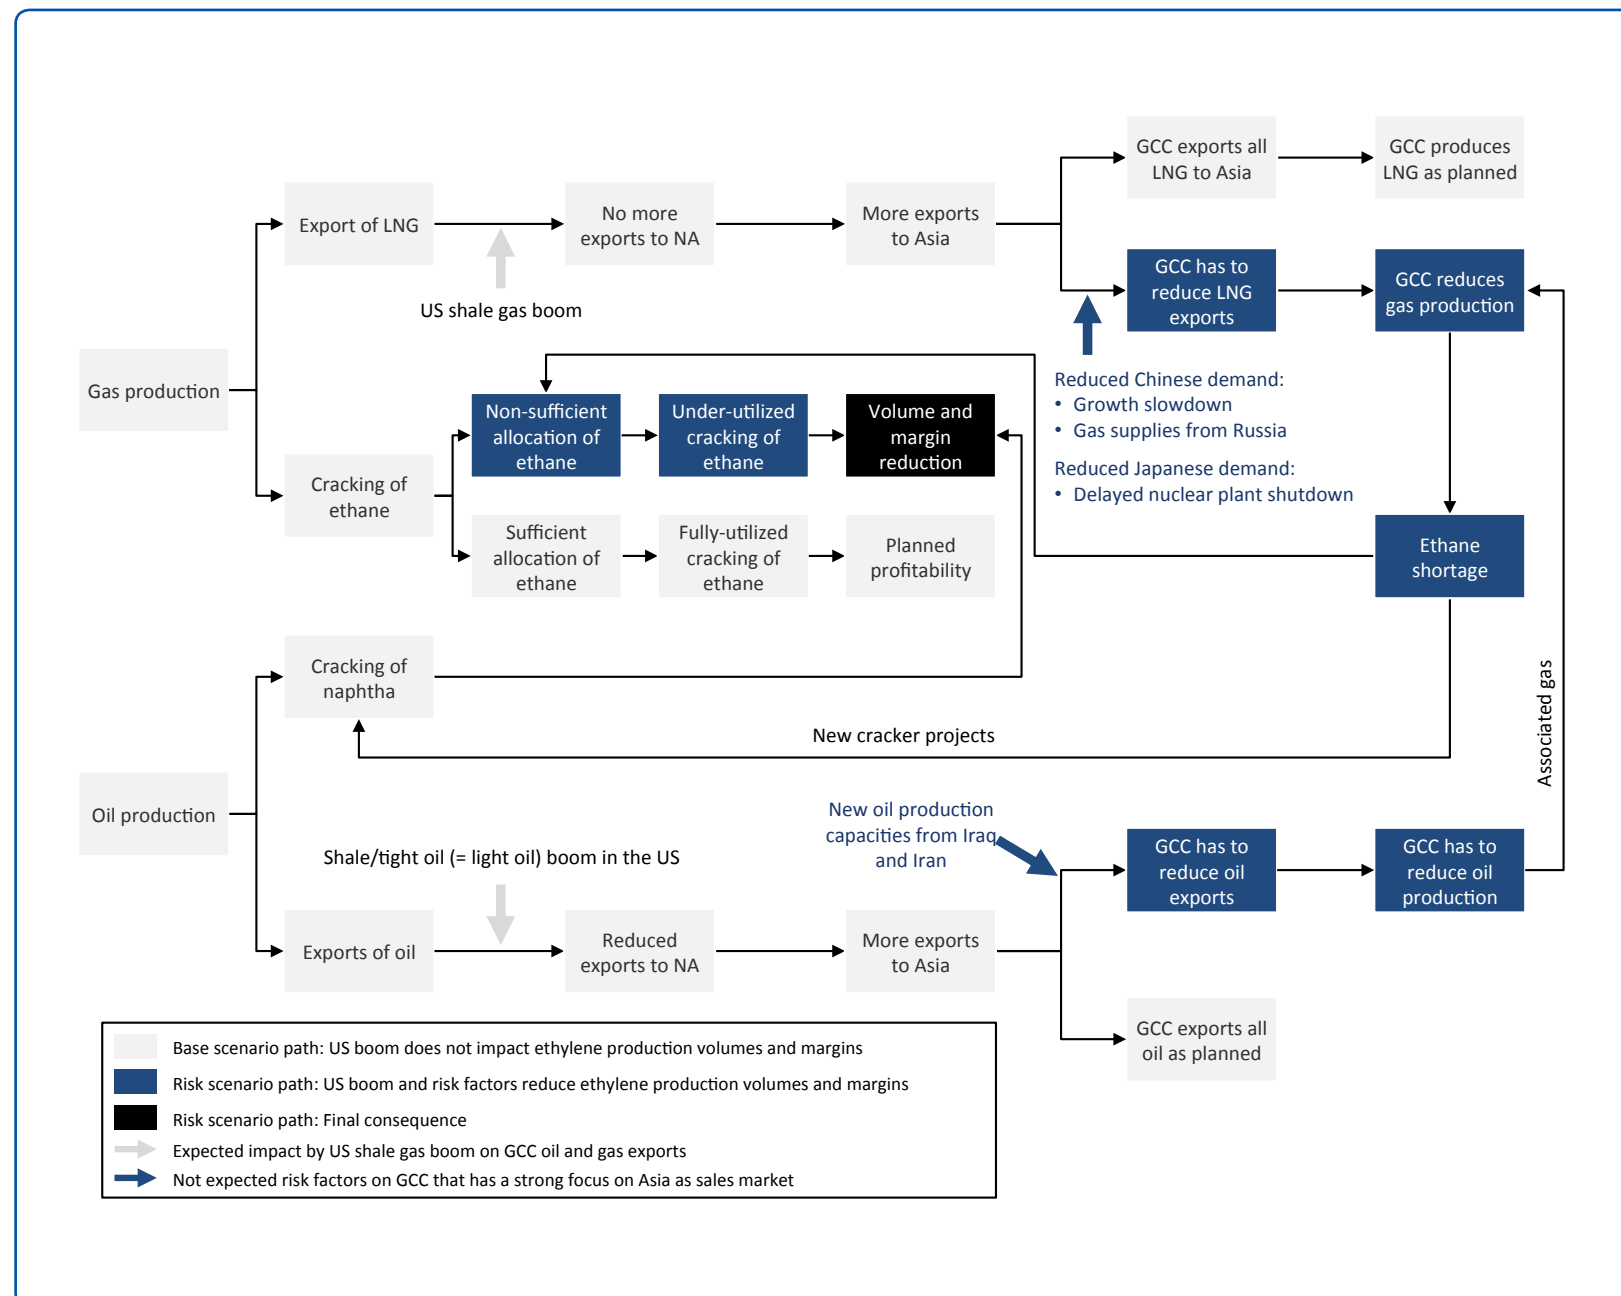 GCC exports all
LNG to Asia
GCC produces
LNG as planned
Export of LNG
No more
exports to NA
More exports
to Asia
GCC has to
reduce LNG
exports
GCC reduces
gas production
US shale gas boom
Gas production
Reduced Chinese demand:
• Growth slowdown
• Gas supplies from Russia
Reduced Japanese demand:
• Delayed nuclear plant shutdown
Non-sufficient
allocation of
ethane
Under-utilized
cracking of
ethane
Volume and
margin
reduction
Cracking of
ethane
Sufficient
allocation of
ethane
Fully-utilized
cracking of
ethane
Planned
profitability
Ethane
shortage
Cracking of
naphtha
New cracker projects
Associated gas
Oil production
New oil production
capacities from Iraq
and Iran
Shale/tight oil (= light oil) boom in the US
GCC has to
reduce oil
exports
GCC has to
reduce oil
production
Exports of oil
Reduced
exports to NA
More exports
to Asia
GCC exports all
oil as planned
Base scenario path: US boom does not impact ethylene production volumes and margins
Risk scenario path: US boom and risk factors reduce ethylene production volumes and margins
Risk scenario path: Final consequence
Expected impact by US shale gas boom on GCC oil and gas exports
Not expected risk factors on GCC that has a strong focus on Asia as sales market